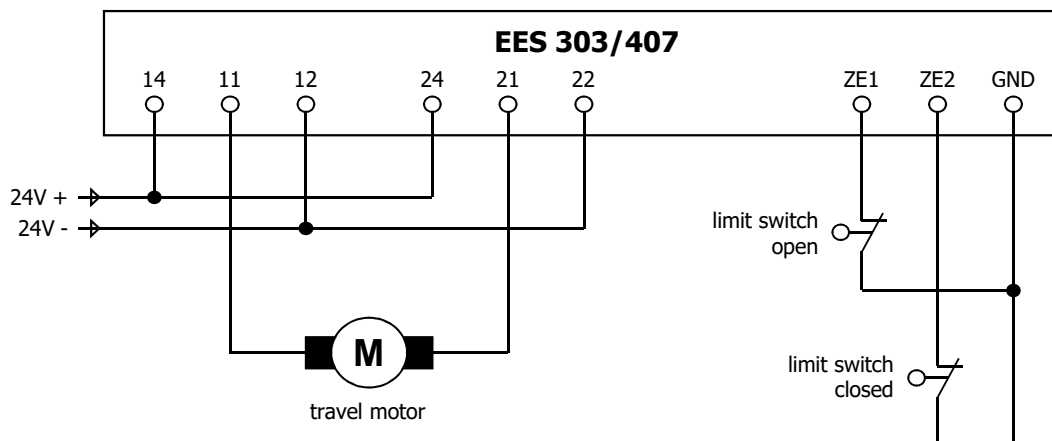 EES 303/407
14 11 12 24 21 22 ZE1 ZE2 GND
24V +
24V -
limit switch
open
M
travel motor
limit switch
closed